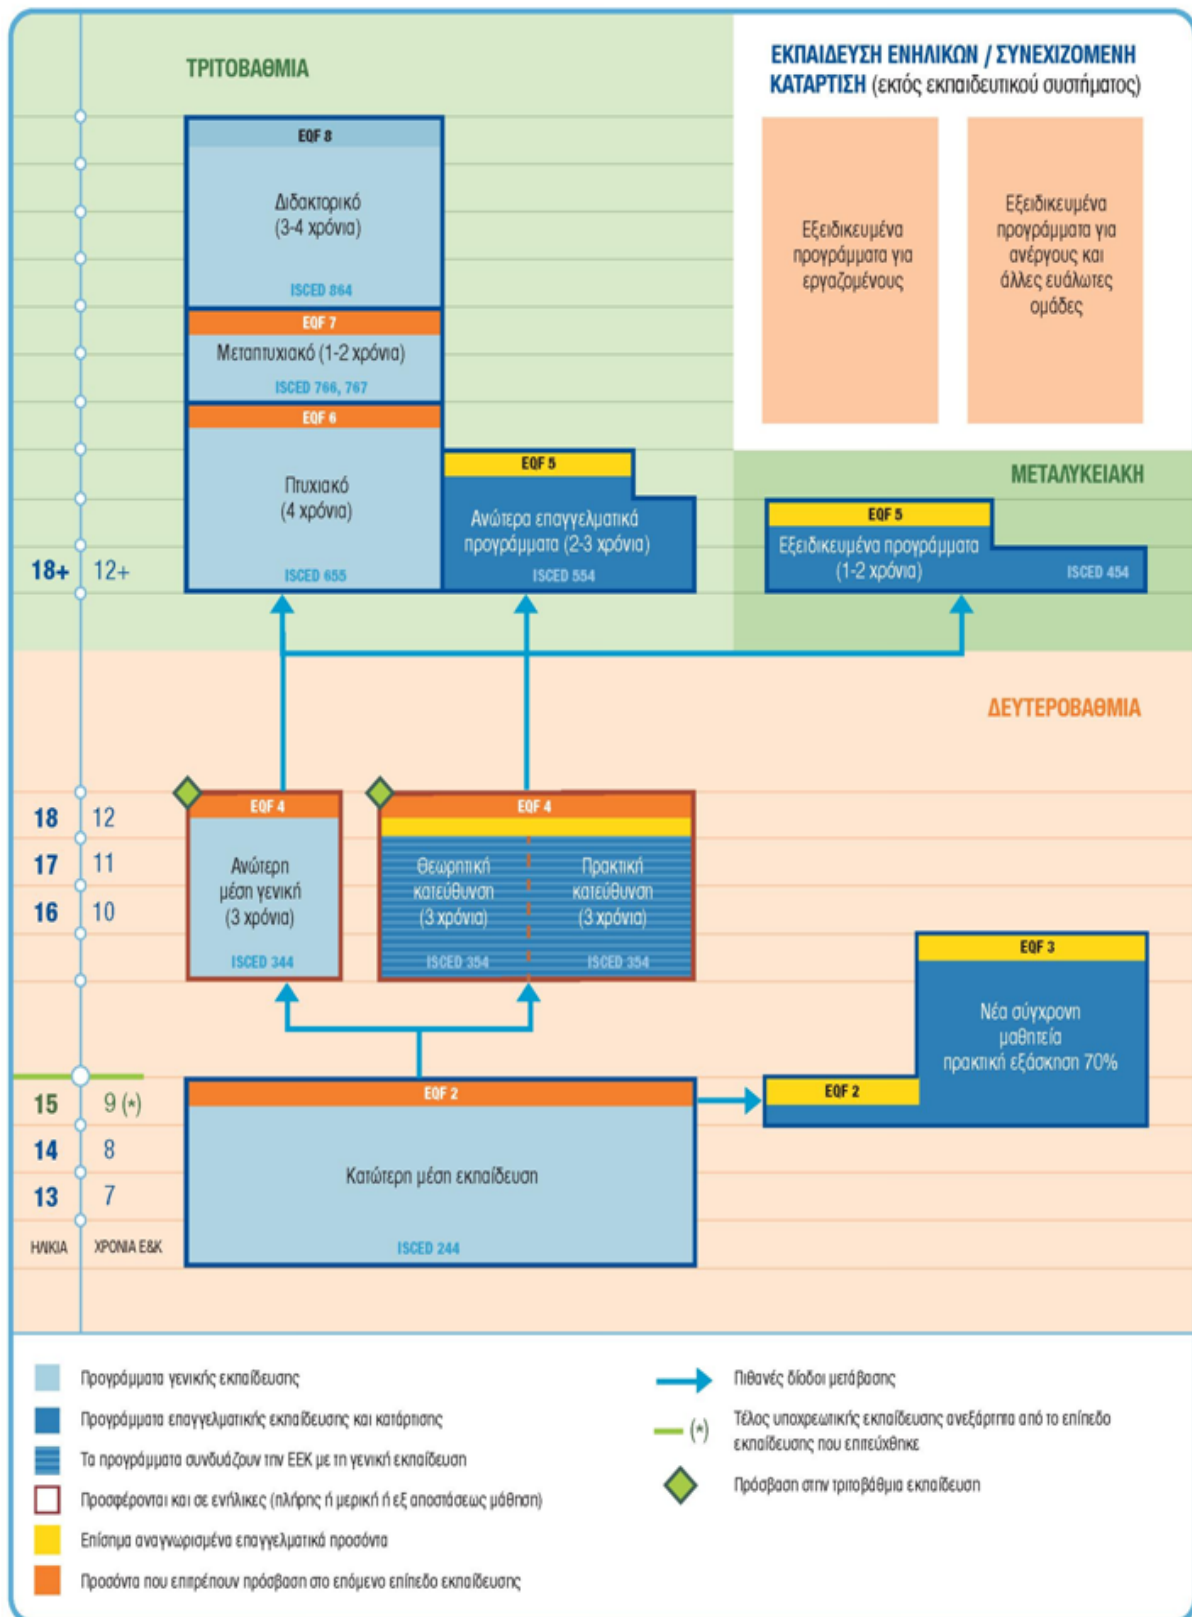 ΤΡΙΤΟΒΑΘΜΙΑ
ΕΚΠΑΙΔΕΥΣΗ ΕΝΗΛΙΚΩΝ / ΣΥΝΕΧΙΖΟΜΕΝΗ
ΚΑΤΑΡΤΙΣΗ (εκτός εκπαιδευτικού συστήματος)
EQF 8
Διδακτορικό
(3-4 χρόνια)
ISCED 864
EQF 7
Μεταπτυχιακό (1-2 χρόνια)
ISCED 766, 767
EQF 6
Πτυχιακό
(4 χρόνια)
ISCED 655
EQF 5
Ανώτερα επαγγελματικά
προγράμματα (2-3 χρόνια)
ISCED 554
Εξειδικευμένα
προγράμματα για
εργαζομένους
Εξειδικευμένα
προγράμματα για
ανέργους και
άλλες ευάλωτες
ομάδες
ΜΕΤΑΛΥΚΕΙΑΚΗ
EQF 5
Εξειδικευμένα προγράμματα
(1-2 χρόνια)
ISCED 454
18+ 12+
ΔΕΥΤΕΡΟΒΑΘΜΙΑ
18 12
17 11
16 10
EQF 4
Ανώτερη
μέση γενική
(3 χρόνια)
ISCED 344
EQF 4
Θεωρητική
κατεύθυνση
(3 χρόνια)
ISCED 354
Πρακτική
κατεύθυνση
(3 χρόνια)
ISCED 354
EQF 3
Νέα σύγχρονη
μαθητεία
πρακτική εξάσκηση 70%
EQF 2
15 9 (*)
14 8
13 7
ΗΛΙΚΙΑ ΧΡΟΝΙΑ Ε&Κ
EQF 2
Κατώτερη μέση εκπαίδευση
ISCED 244
Προγράμματα γενικής εκπαίδευσης
Προγράμματα επαγγελματικής εκπαίδευσης και κατάρτισης
Τα προγράμματα συνδυάζουν την ΕΕΚ με τη γενική εκπαίδευση
Προσφέρονται και σε ενήλικες (πλήρης ή μερική ή εξ αποστάσεως μάθηση)
Επίσημα αναγνωρισμένα επαγγελματικά προσόντα
Προσόντα που επιτρέπουν πρόσβαση στο επόμενο επίπεδο εκπαίδευσης
Πιθανές δίοδοι μετάβασης
(*) Τέλος υποχρεωτικής εκπαίδευσης ανεξάρτητα από το επίπεδο
εκπαίδευσης που επιτεύχθηκε
Πρόσβαση στην τριτοβάθμια εκπαίδευση